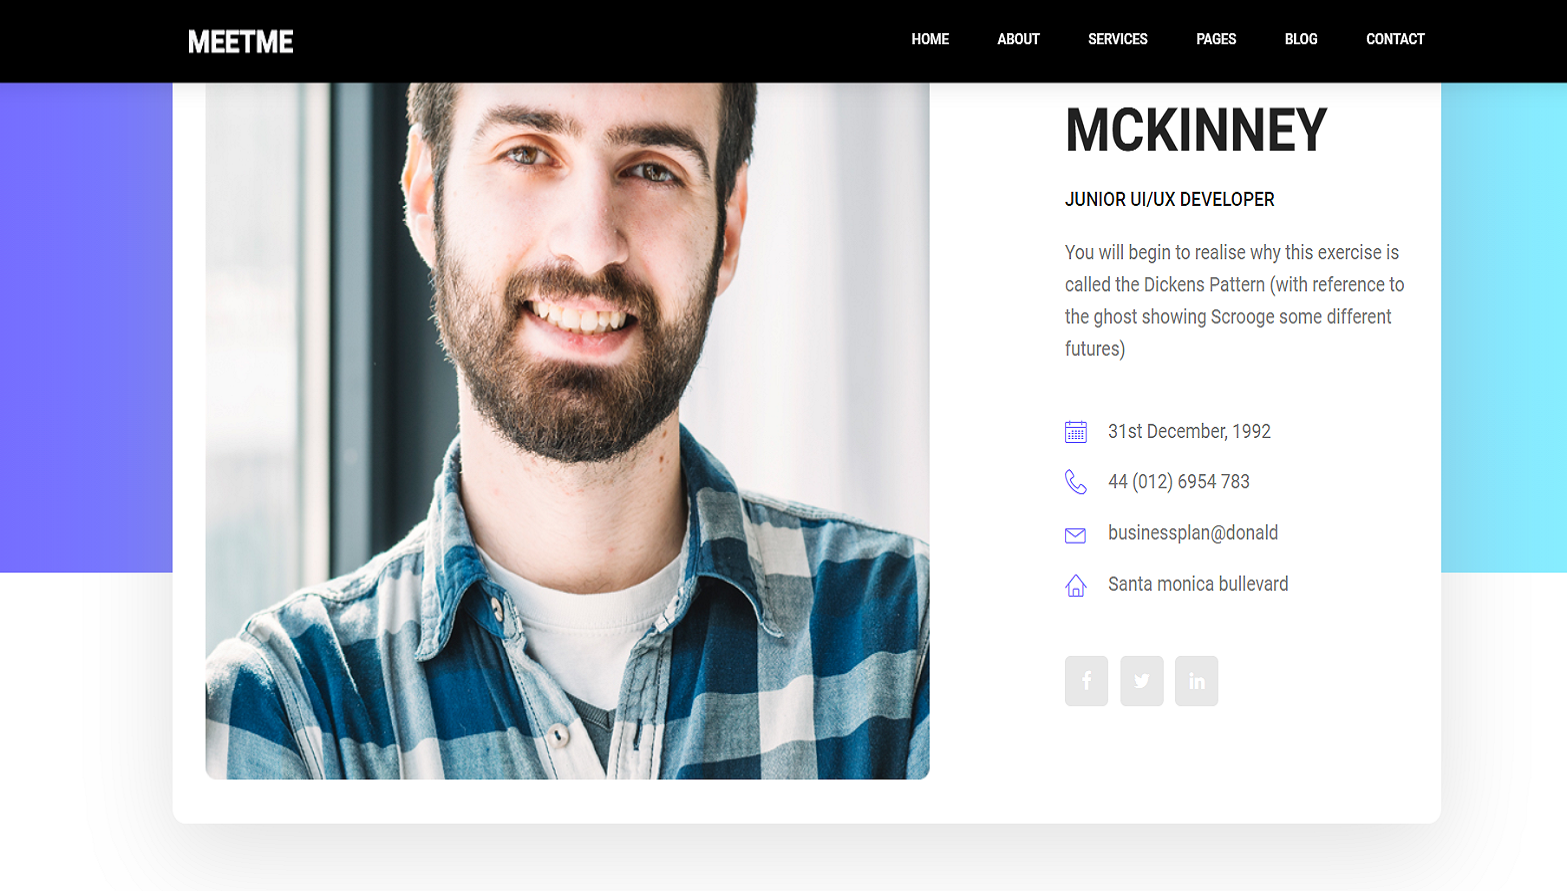 MEETME
HOME ABOUT SERVICES PAGES BLOG CONTACT
MCKINNEY
JUNIOR UI/UX DEVELOPER
You will begin to realise why this exercise is
called the Dickens Pattern (with reference to
the ghost showing Scrooge some different
futures)
31st December, 1992
44 (012) 6954 783
businessplan@donald
Santa monica bullevard